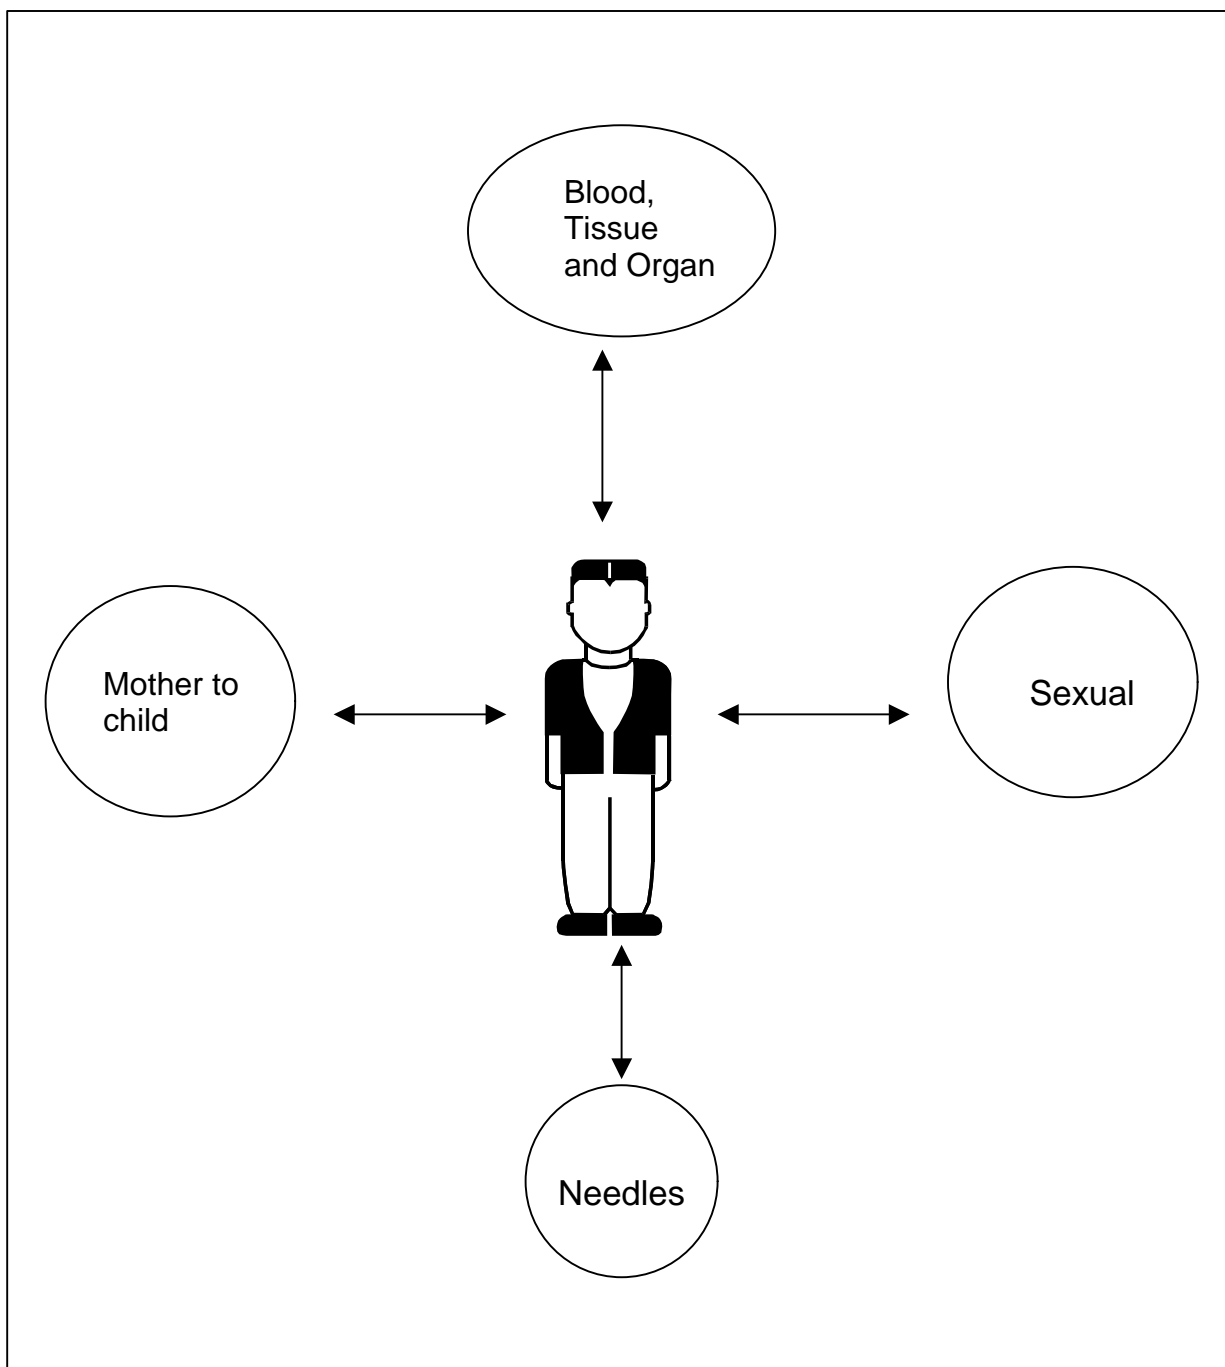 Blood,
Tissue
and Organ
Mother to
child
Sexual
Needles